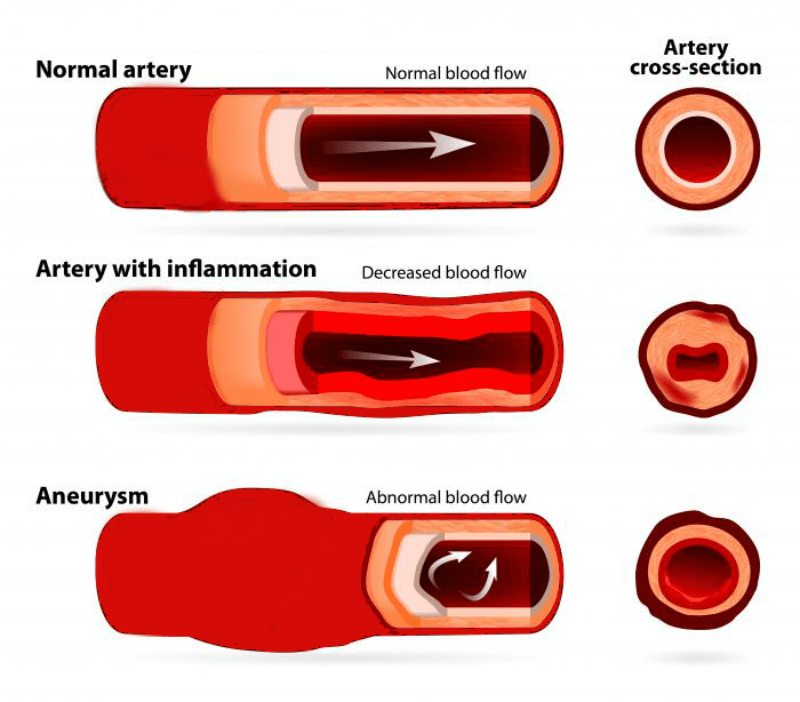 Normal artery
Normal blood flow
Artery
cross-section
Artery with inflammation
Decreased blood flow
Aneurysm
Abnormal blood flow